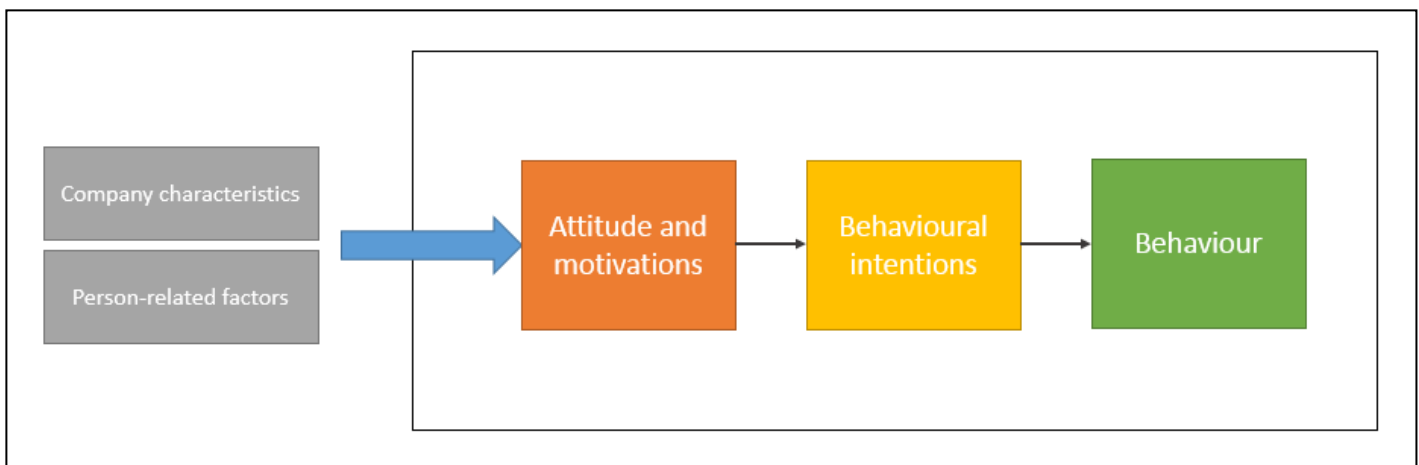 Company characteristics
Person-related factors
Attitude and
motivations
Behavioural
intentions
Behaviour